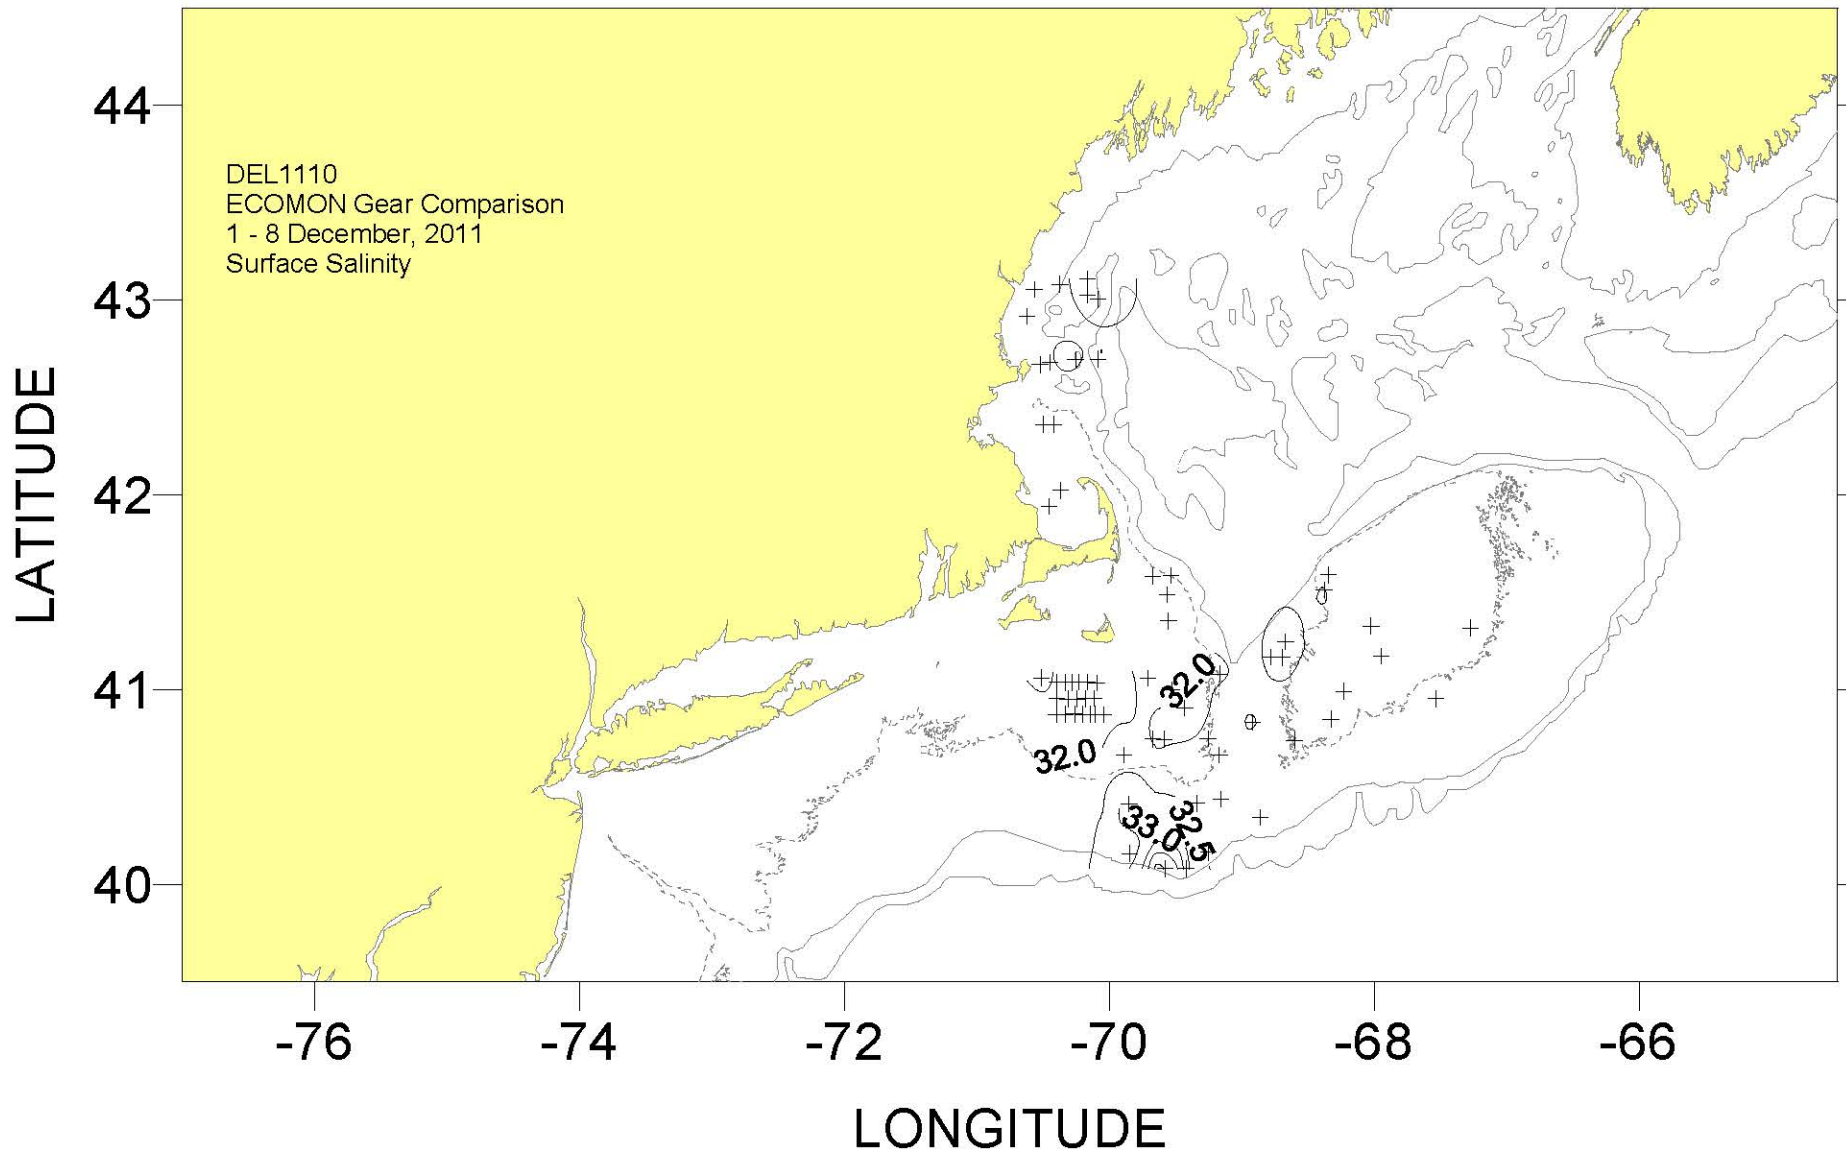 44
DEL1110
ECOMON Gear Comparison
1 - 8 December, 2011
Surface Salinity
43
42
41
40
LATITUDE
32.0
32.0
33.0
32.5
-76
-74
-72
-70
-68
-66
LONGITUDE